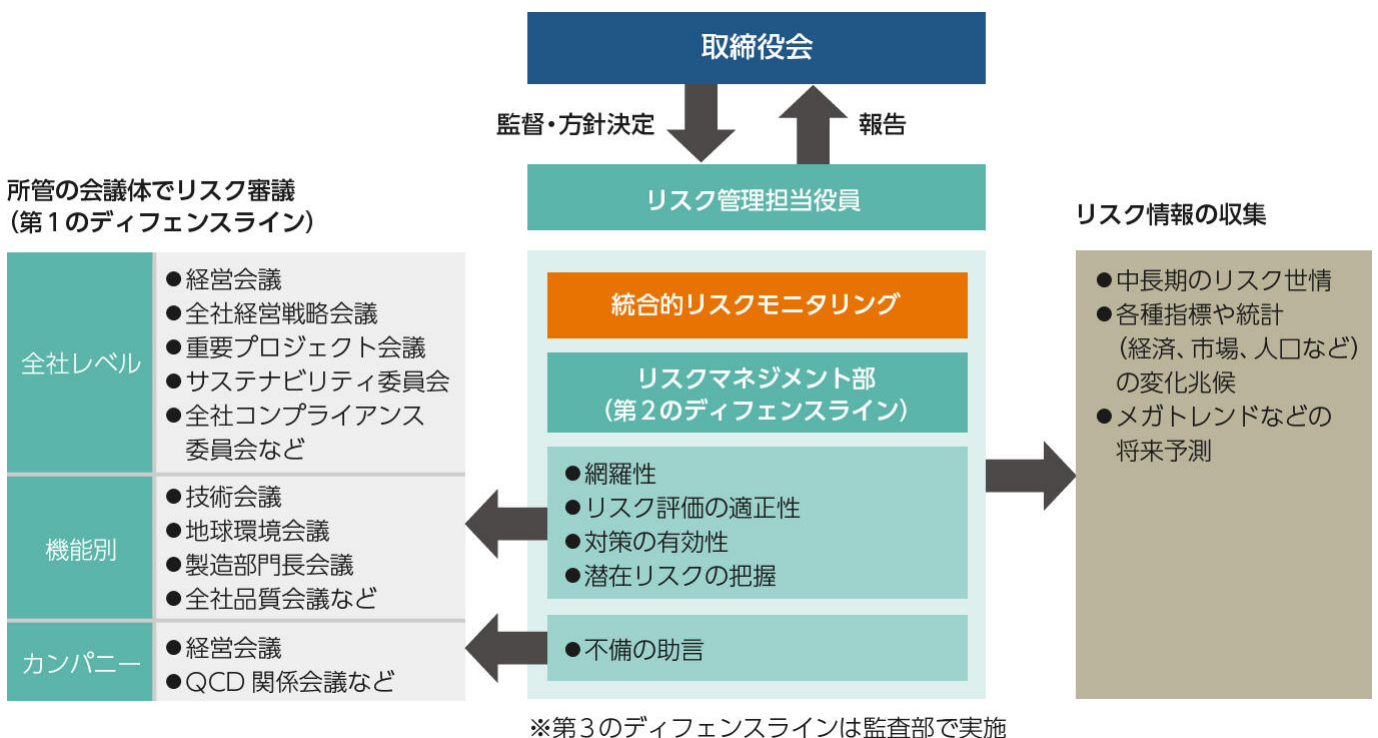 取締役会
監督・方針決定
報告
リスク管理担当役員
所管の会議体でリスク審議
（第1のディフェンスライン）
全社レベル
●経営会議
●全社経営戦略会議
●重要プロジェクト会議
●サステナビリティ委員会
●全社コンプライアンス
委員会など
機能別
●技術会議
●地球環境会議
●製造部門長会議
●全社品質会議など
カンパニー
●経営会議
●QCD 関係会議など
統合的リスクモニタリング
リスクマネジメント部
（第2のディフェンスライン）
●網羅性
●リスク評価の適正性
●対策の有効性
●潜在リスクの把握
●不備の助言
※第3のディフェンスラインは監査部で実施
リスク情報の収集
●中長期のリスク世情
●各種指標や統計
（経済、市場、人口など）
の変化兆候
●メガトレンドなどの
将来予測